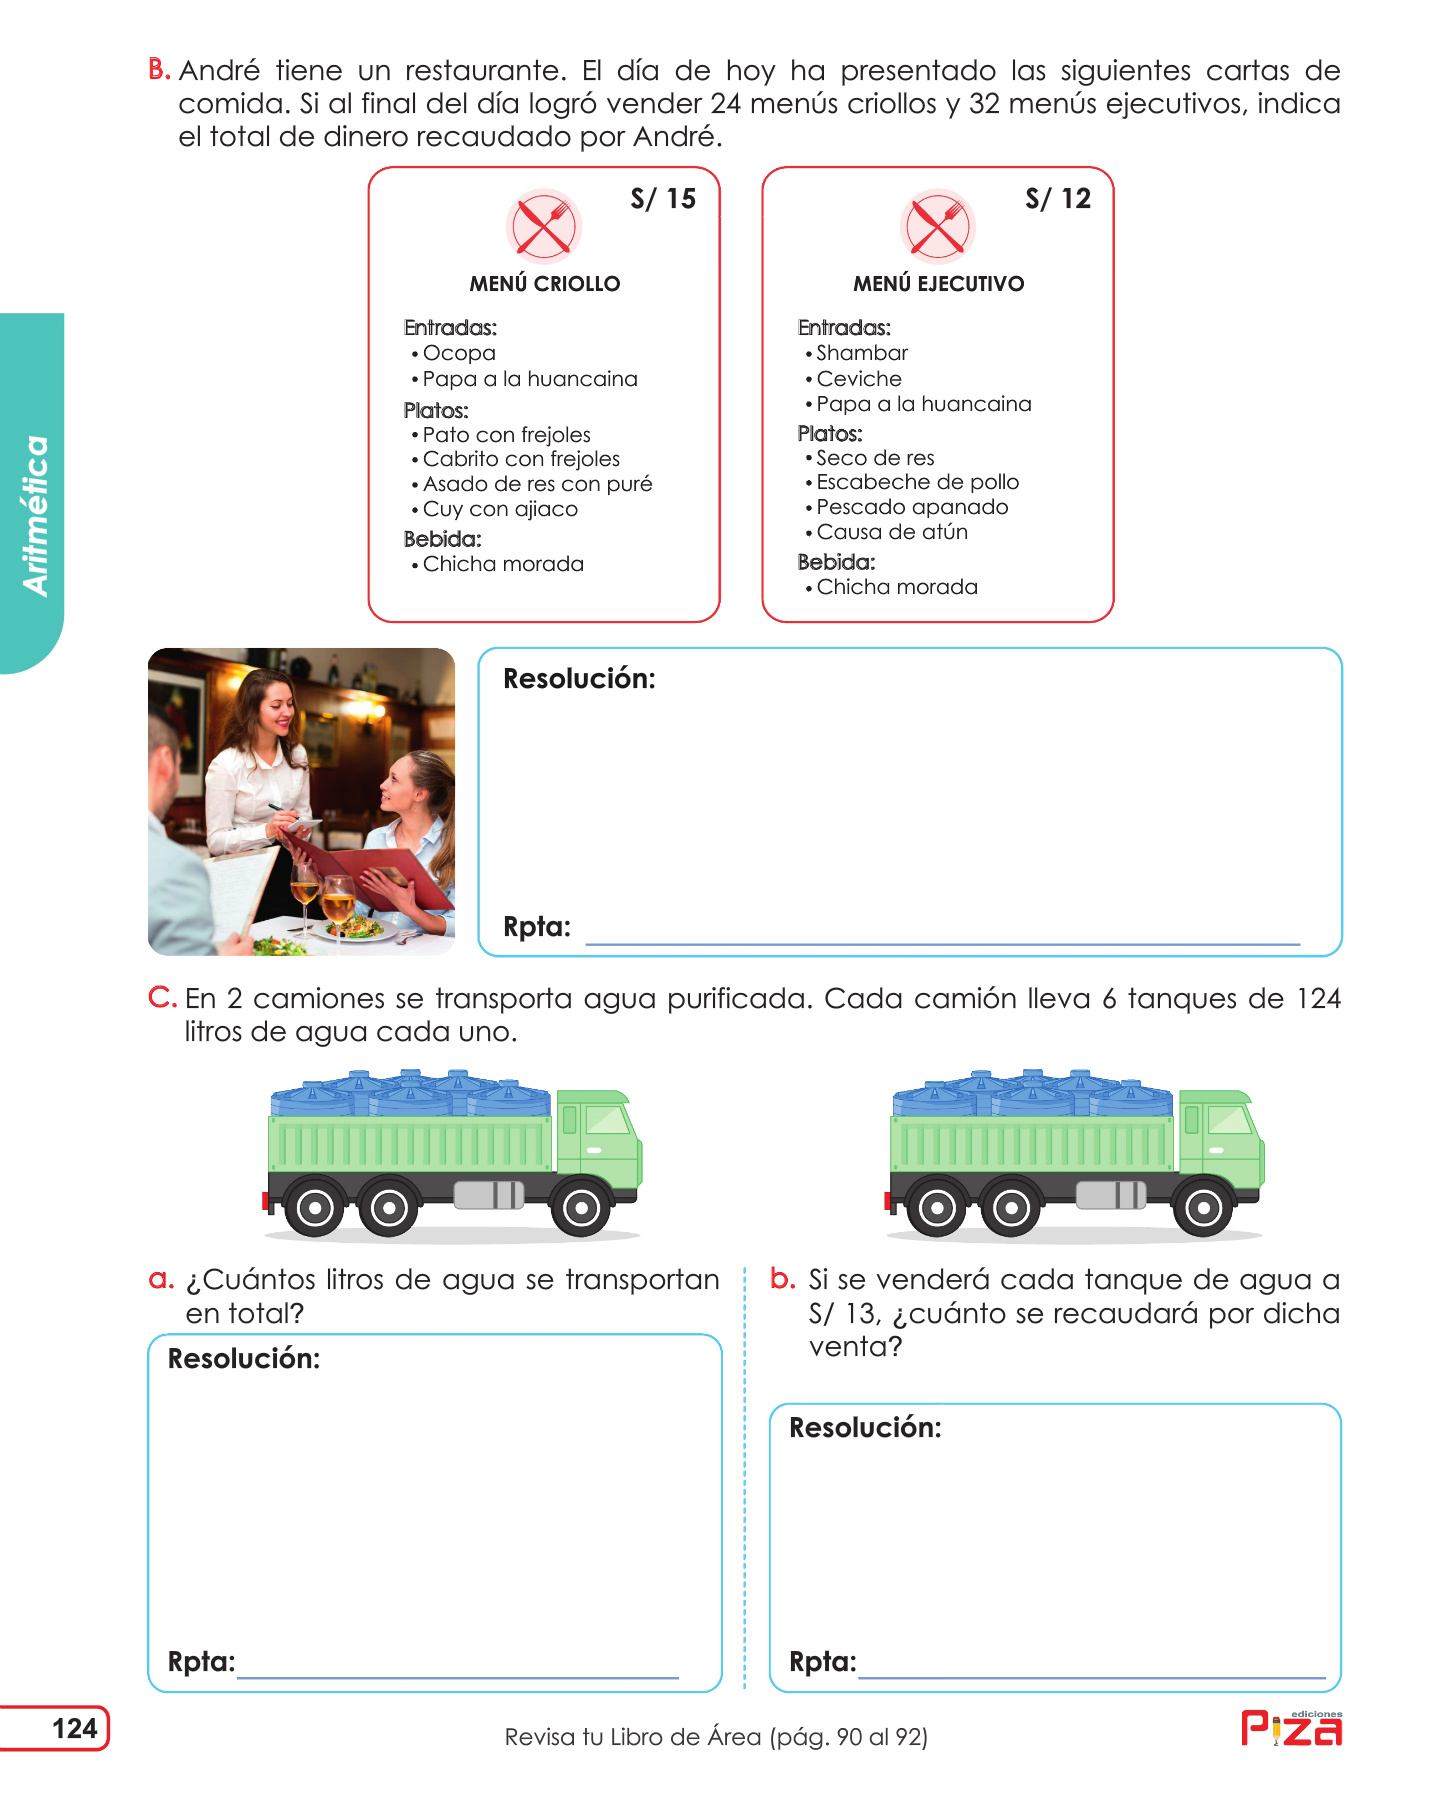 B. André tiene un restaurante. El día de hoy ha presentado las siguientes cartas de
comida. Si al final del día logró vender 24 menús criollos y 32 menús ejecutivos, indica
el total de dinero recaudado por André.
S/ 15
MENÚ CRIOLLO
Entradas:
• Ocopa
• Papa a la huancaina
Platos:
• Pato con frejoles
• Cabrito con frejoles
• Asado de res con puré
• Cuy con ajiaco
Bebida:
• Chicha morada
S/ 12
MENÚ EJECUTIVO
Entradas:
• Shambar
• Ceviche
• Papa a la huancaina
Platos:
• Seco de res
• Escabeche de pollo
• Pescado apanado
• Causa de atún
Bebida:
• Chicha morada
Aritmética
Resolución:
Rpta:
C. En 2 camiones se transporta agua purificada. Cada camión lleva 6 tanques de 124
litros de agua cada uno.
a. ¿Cuántos litros de agua se transportan
en total?
Resolución:
Rpta:
b. Si se venderá cada tanque de agua a
S/ 13, ¿cuánto se recaudará por dicha
venta?
Resolución:
Rpta:
124
Revisa tu Libro de Área (pág. 90 al 92)
ediciones
Piza